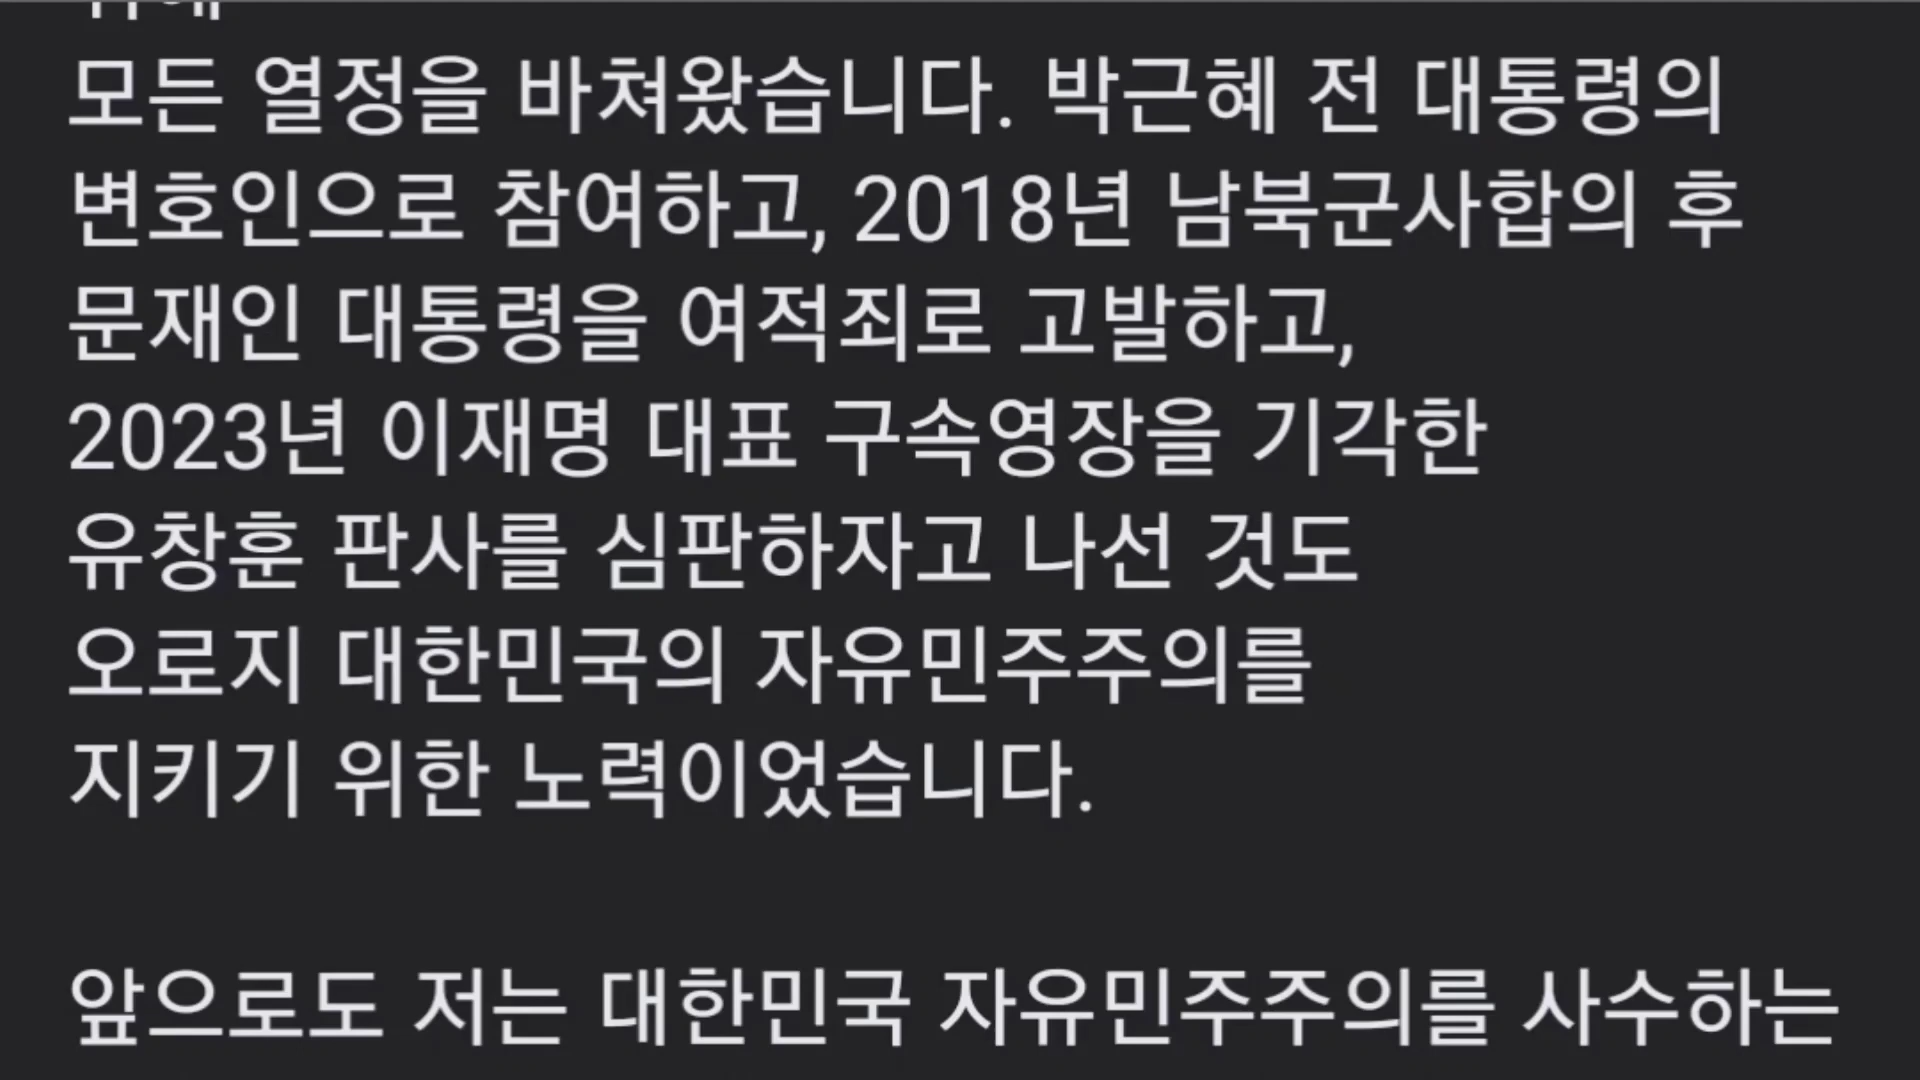 모든 열정을 바쳐왔습니다. 박근혜 전 대통령의
변호인으로 참여하고, 2018년 남북군사합의 후
문재인 대통령을 여적죄로 고발하고,
2023년 이재명 대표 구속영장을 기각한
유창훈 판사를 심판하자고 나선 것도
오로지 대한민국의 자유민주주의를
지키기 위한 노력이었습니다.
앞으로도 저는 대한민국 자유민주주의를 사수하는